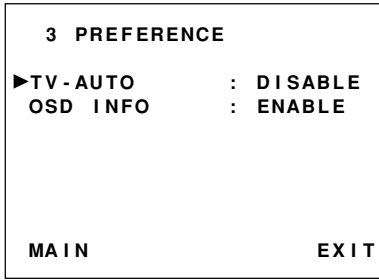 3 PREFERENCE
▶TV-AUTO : DISABLE
OSD INFO : ENABLE
MAIN EXIT